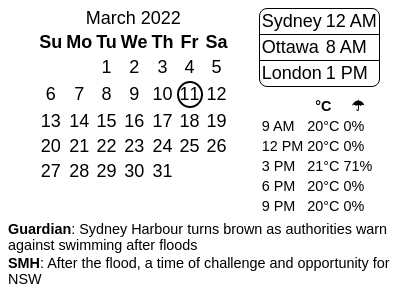 March 2022
Su Mo Tu We Th Fr Sa
1 2 3 4 5
6 7 8 9 10 11 12
13 14 15 16 17 18 19
20 21 22 23 24 25 26
27 28 29 30 31
Sydney 12 AM
Ottawa 8 AM
London 1 PM
°C ☂
9 AM 20°C 0%
12 PM 20°C 0%
3 PM 21°C 71%
6 PM 20°C 0%
9 PM 20°C 0%
Guardian: Sydney Harbour turns brown as authorities warn
against swimming after floods
SMH: After the flood, a time of challenge and opportunity for
NSW